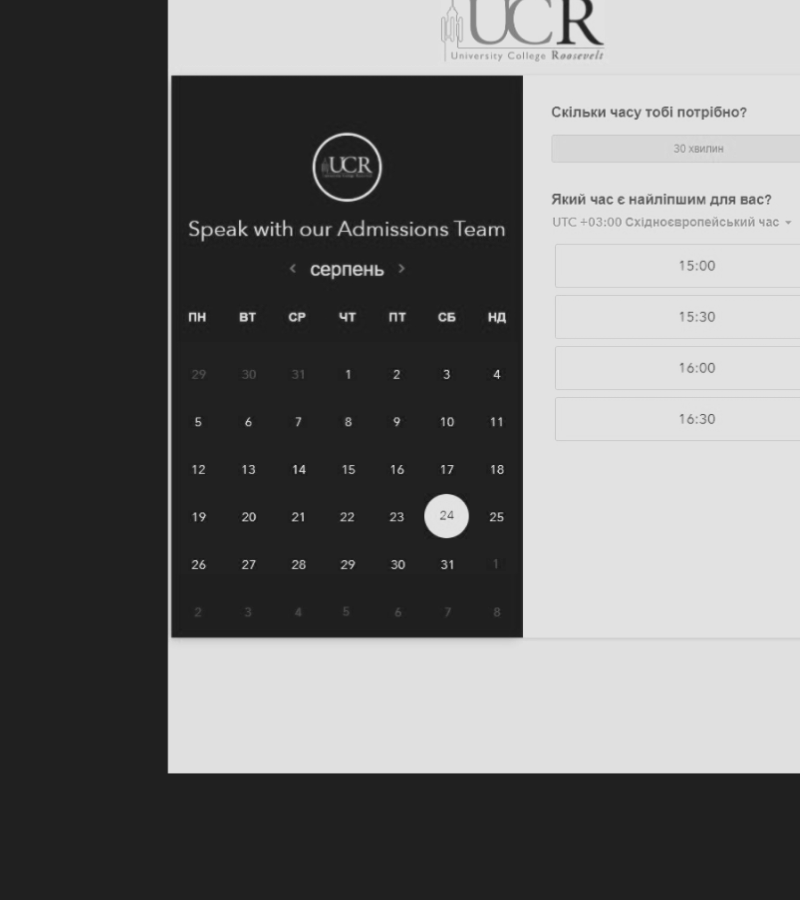 UCR
University College Roosevelt
UCR
Speak with our Admissions Team
серпень
ПН ВТ СР ЧТ ПТ СБ НД
29 30 31 1 2 3 4
5 6 7 8 9 10 11
12 13 14 15 16 17 18
19 20 21 22 23 24 25
26 27 28 29 30 31 1
2 3 4 5 6 7 8
Скільки часу тобі потрібно?
30 хвилин
Який час є найліпшим для вас?
UTC +03:00 Східноєвропейський час
15:00
15:30
16:00
16:30